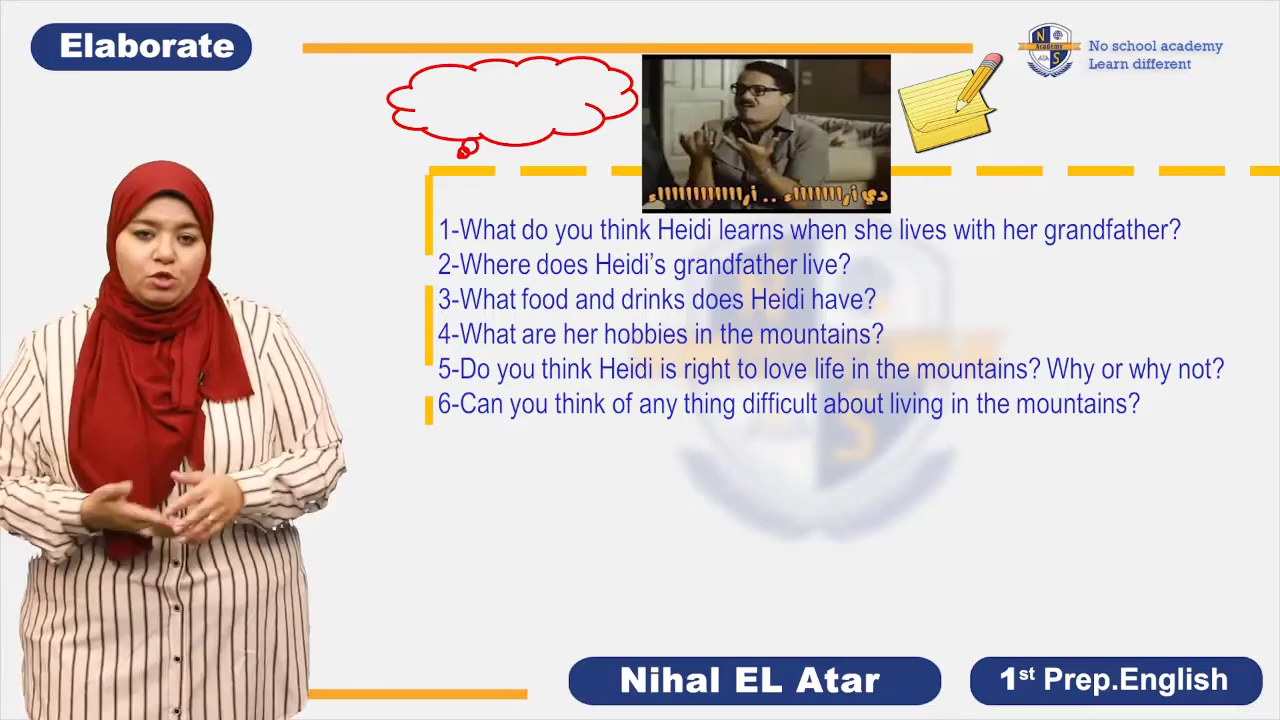 Elaborate
N
Academy
S
No school academy
Learn different
دي أراااااااء .. أرااااااااااااااء
1-What do you think Heidi learns when she lives with her grandfather?
2-Where does Heidi’s grandfather live?
3-What food and drinks does Heidi have?
4-What are her hobbies in the mountains?
5-Do you think Heidi is right to love life in the mountains? Why or why not?
6-Can you think of any thing difficult about living in the mountains?
Nihal EL Atar
1st Prep.English